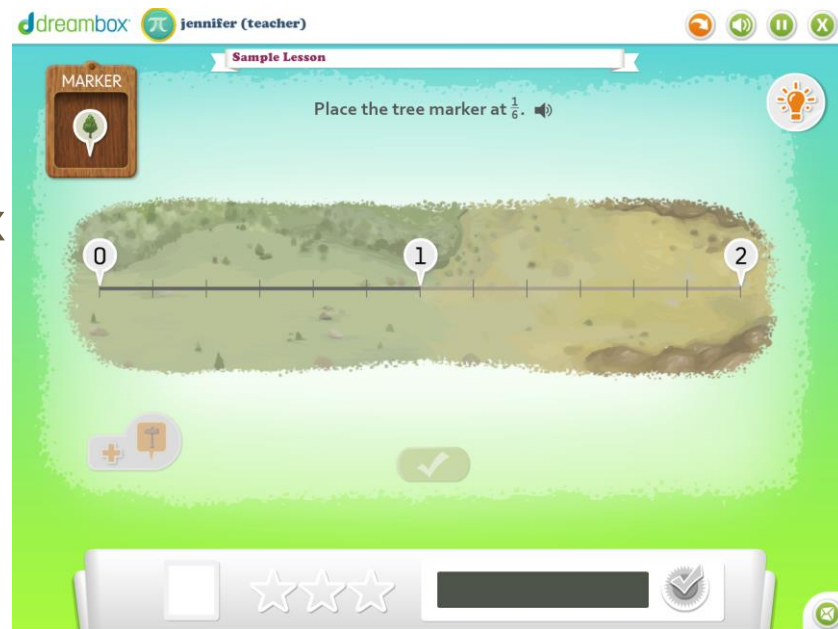 dreambox π jennifer (teacher) X
Sample Lesson
MARKER
Place the tree marker at 1/6.
0 1 2